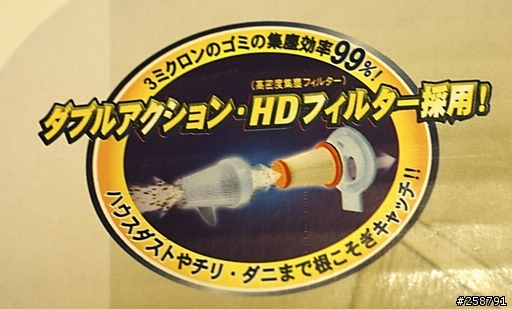 3ミクロンのゴミの集塵効率99%!
(高密度集塵フィルター)
ダブルアクション・HDフィルター採用!
ハウスダストやチリ・ダニまで根こそぎキャッチ!!
#258791